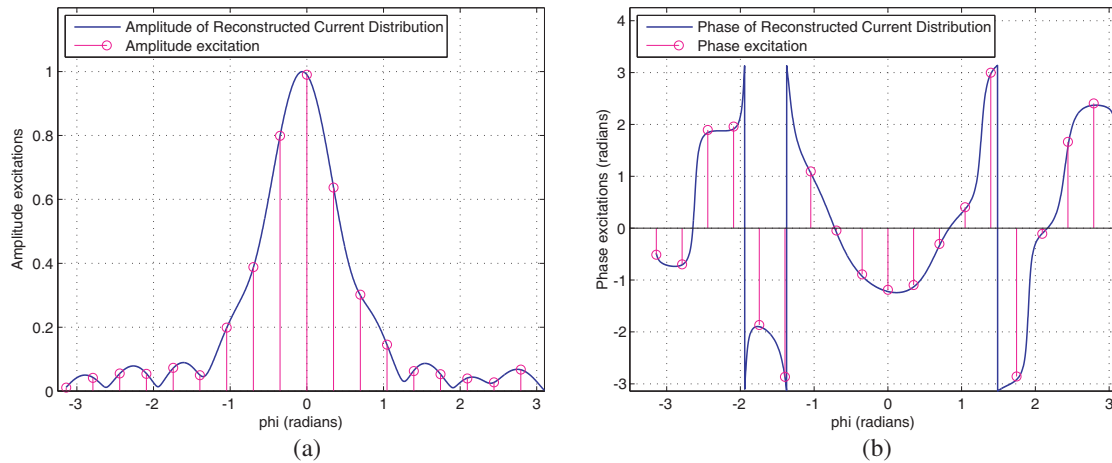 Amplitude of Reconstructed Current Distribution
Amplitude excitation
Amplitude excitations
1
0.8
0.6
0.4
0.2
0
-3 -2 -1 0 1 2 3
phi (radians)
(a)
Phase of Reconstructed Current Distribution
Phase excitation
Phase excitations (radians)
4
3
2
1
0
-1
-2
-3
-3 -2 -1 0 1 2 3
phi (radians)
(b)